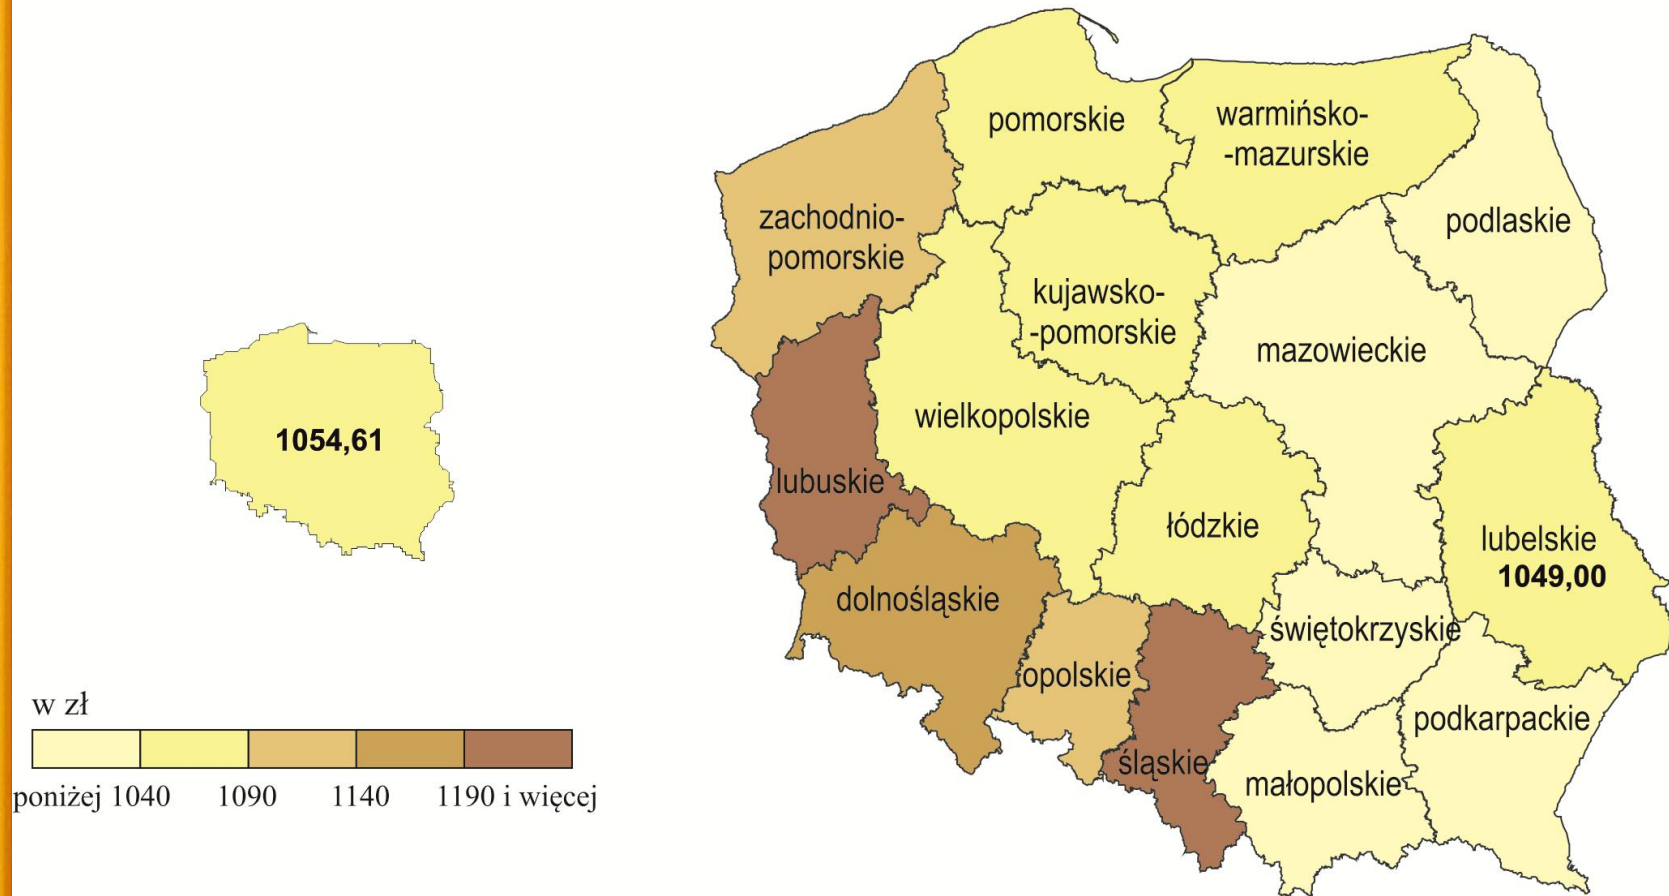 1054,61
w zł
poniżej 1040 1090 1140 1190 i więcej
pomorskie
warmińsko-
-mazurskie
podlaskie
zachodnio-
pomorskie
kujawsko-
-pomorskie
mazowieckie
wielkopolskie
lubuskie
łódzkie
lubelskie
1049,00
dolnośląskie
świętokrzyskie
opolskie
podkarpackie
śląskie
małopolskie